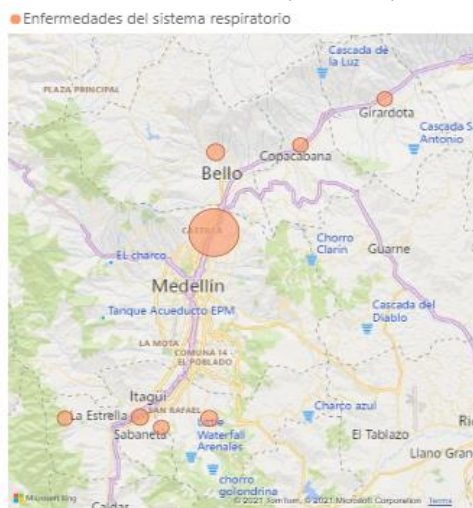 Enfermedades del sistema respiratorio
Cascada de
la Luz
PLAZA PRINCIPAL
Girardota
Cascada S
Antonio
Copacabana
Bello
CASTILLA
Chorro
Clarín
Guarne
EL charco
Medellín
Tanque Acueducto EPM
Cascada del
Diablo
LA MOTA
COMUNA 14 -
EL POBLADO
Itagui
La Estrella
SAN RAFAEL
Charco azul
Sabaneta
Waterfall
Arenales
El Tablazo
Llano Gran
chorro
golondrina
Caldas
Microsoft Bing
© 2021 TomTom, © 2021 Microsoft Corporation Terms